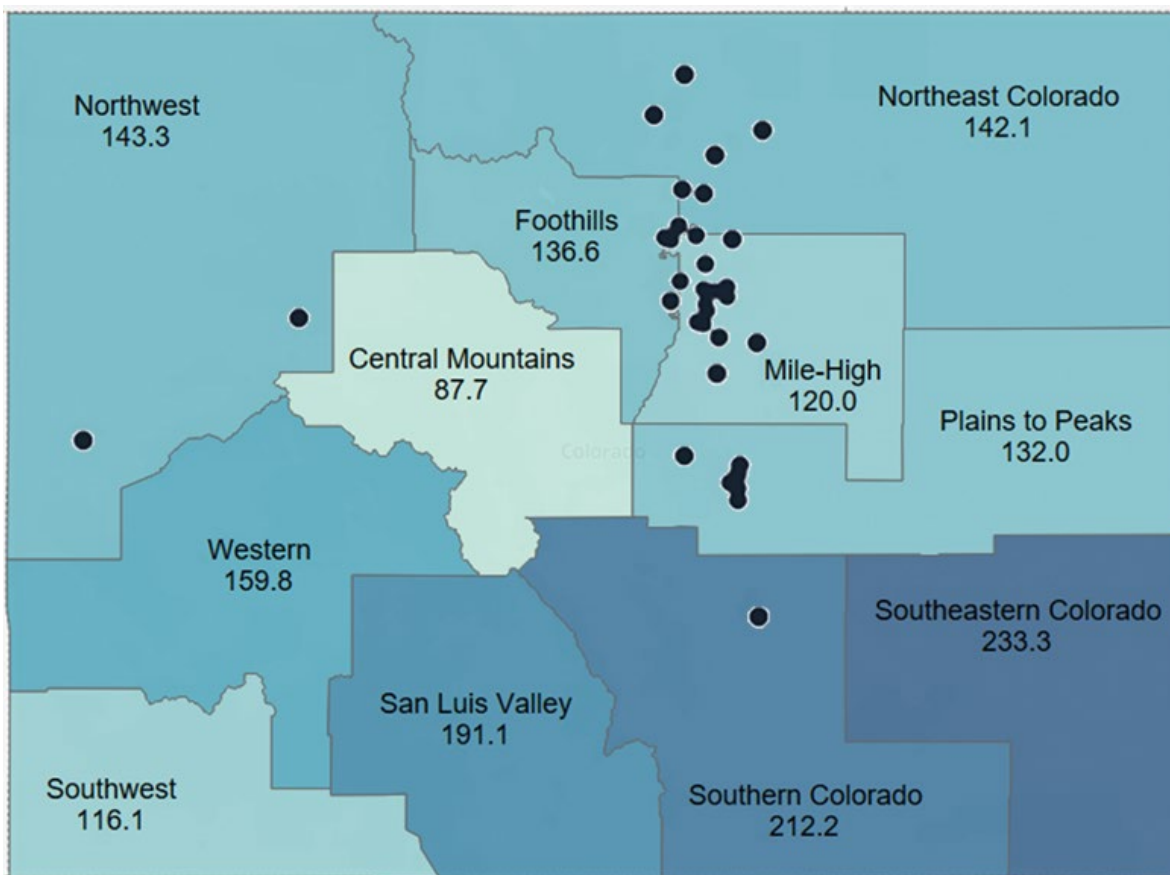 Northwest
143.3
Northeast Colorado
142.1
Foothills
136.6
Central Mountains
87.7
Mile-High
120.0
Plains to Peaks
132.0
Colorado
Western
159.8
Southeastern Colorado
233.3
San Luis Valley
191.1
Southwest
116.1
Southern Colorado
212.2